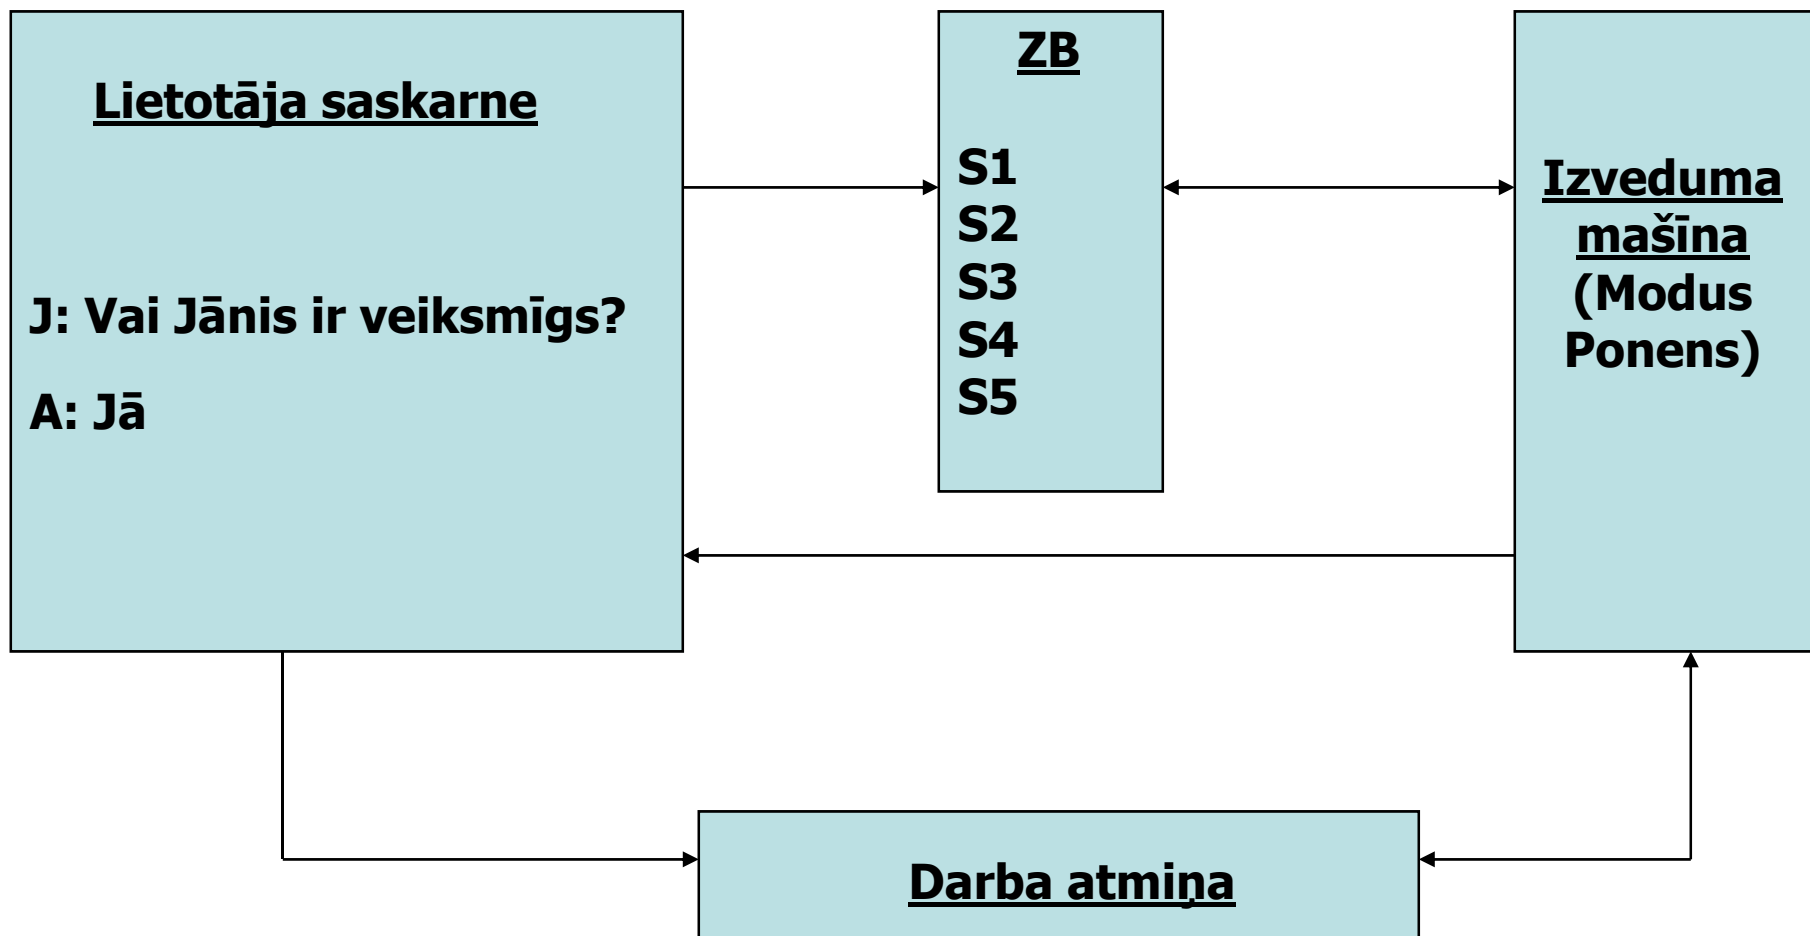 Lietotāja saskarne
J: Vai Jānis ir veiksmīgs?
A: Jā
ZB
S1
S2
S3
S4
S5
Izveduma
mašīna
(Modus
Ponens)
Darba atmiņa